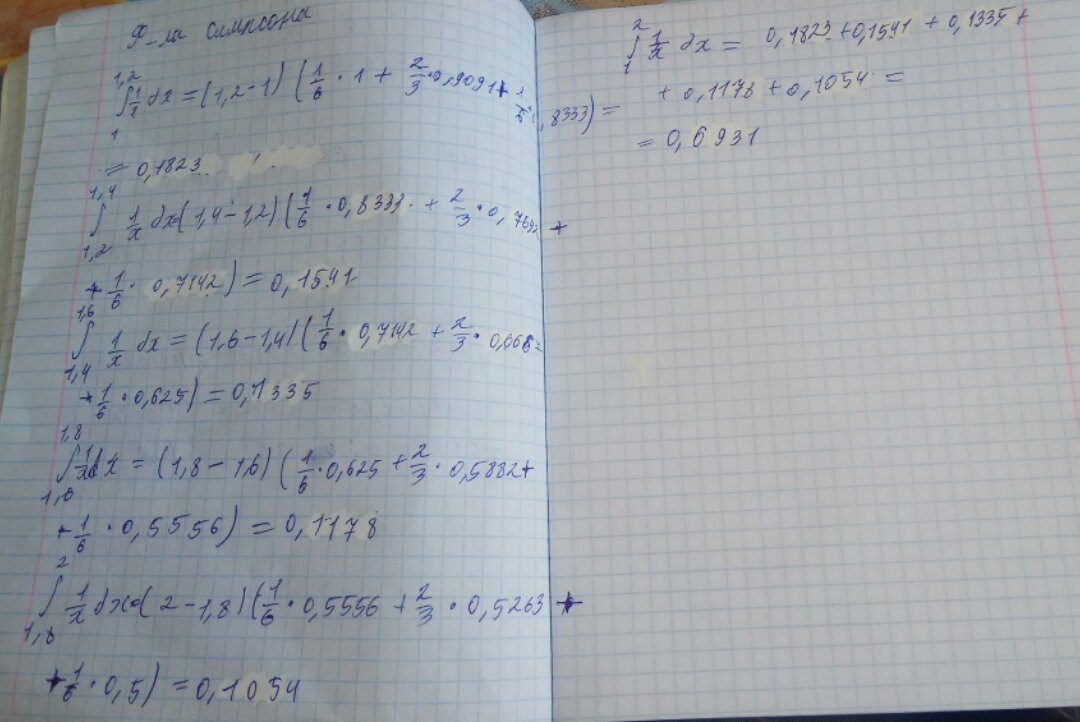 Ф-ла Симпсона
1,2
∫ 1/x dx = (1,2-1) (1/6 · 1 + 2/3 · 0,9091 + 1/6 · ,8333) =
1
= 0,1823
1,4
∫ 1/x dx (1,4-1,2) (1/6 · 0,8333 + 2/3 · 0,7692 +
1,2
+ 1/6 · 0,7142) = 0,1541
1,6
∫ 1/x dx = (1,6-1,4) (1/6 · 0,7142 + 2/3 · 0,666
1,4
+ 1/6 · 0,625) = 0,1335
1,8
∫ 1/x dx = (1,8-1,6) (1/6 · 0,625 + 2/3 · 0,5882 +
1,6
+ 1/6 · 0,5556) = 0,1178
2
∫ 1/x dx = (2-1,8) (1/6 · 0,5556 + 2/3 · 0,5263 +
1,8
+ 1/6 · 0,5) = 0,1054
2
∫ 1/x dx = 0,1823 + 0,1541 + 0,1335 +
1
+ 0,1178 + 0,1054 =
= 0,6931